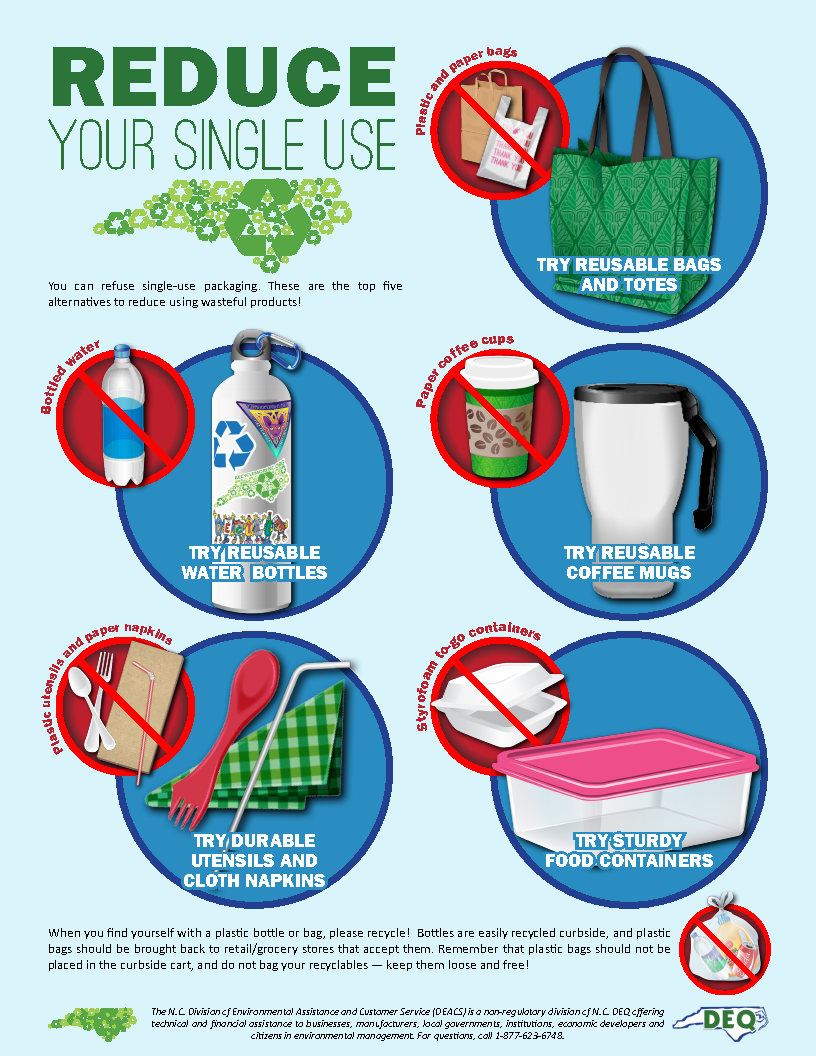 REDUCE
YOUR SINGLE USE
You can refuse single-use packaging. These are the top five
alternatives to reduce using wasteful products!
Plastic and paper bags
THANK YOU
THANK YOU
TRY REUSABLE BAGS
AND TOTES
Bottled water
TRY REUSABLE
WATER BOTTLES
Paper coffee cups
TRY REUSABLE
COFFEE MUGS
Plastic utensils and paper napkins
TRY DURABLE
UTENSILS AND
CLOTH NAPKINS
Styrofoam to-go containers
TRY STURDY
FOOD CONTAINERS
When you find yourself with a plastic bottle or bag, please recycle! Bottles are easily recycled curbside, and plastic
bags should be brought back to retail/grocery stores that accept them. Remember that plastic bags should not be
placed in the curbside cart, and do not bag your recyclables — keep them loose and free!
The N.C. Division of Environmental Assistance and Customer Service (DEACS) is a non-regulatory division of N.C. DEQ offering
technical and financial assistance to businesses, manufacturers, local governments, institutions, economic developers and
citizens in environmental management. For questions, call 1-877-623-6748.
DEQ